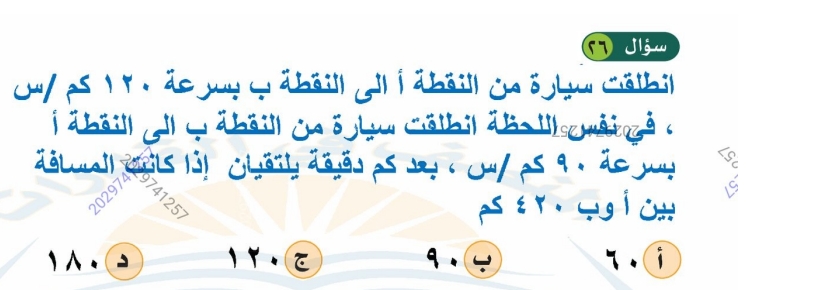 سؤال ٢٦
انطلقت سيارة من النقطة أ الى النقطة ب بسرعة ١٢٠ كم /س
، في نفس اللحظة انطلقت سيارة من النقطة ب الى النقطة أ
بسرعة ٩٠ كم /س ، بعد كم دقيقة يلتقيان إذا كانت المسافة
بين أ وب ٤٢٠ كم
أ ٦٠ ب ٩٠ ج ١٢٠ د ١٨٠